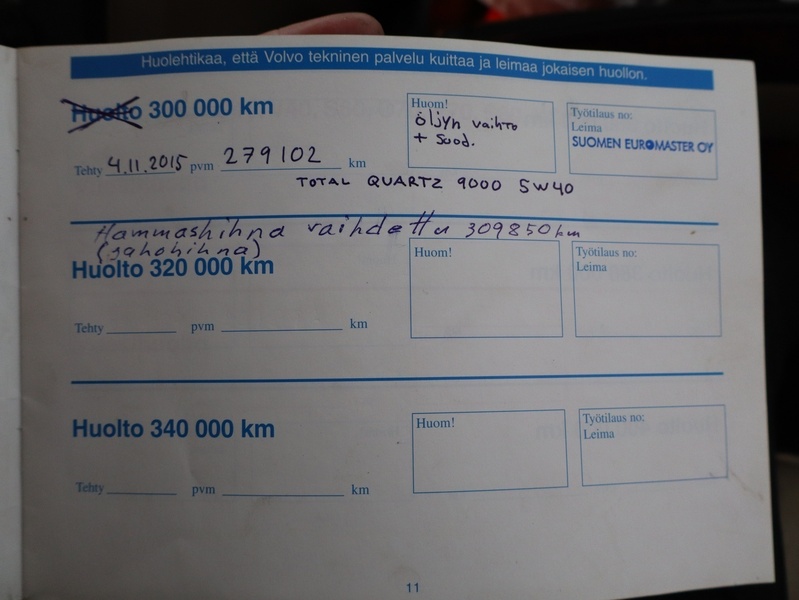 Huolehtikaa, että Volvo tekninen palvelu kuittaa ja leimaa jokaisen huollon.
Huolto 300 000 km
Huom!
öljyn vaihto
+ suod.
Työtilaus no:
Leima
SUOMEN EUROMASTER OY
Tehty 4.11.2015 pvm 279102 km
TOTAL QUARTZ 9000 5W40
Hammashihna vaihdettu 309850 km
(jakohihna)
Huolto 320 000 km
Huom!
Työtilaus no:
Leima
Tehty pvm km
Huolto 340 000 km
Huom!
Työtilaus no:
Leima
Tehty pvm km
11